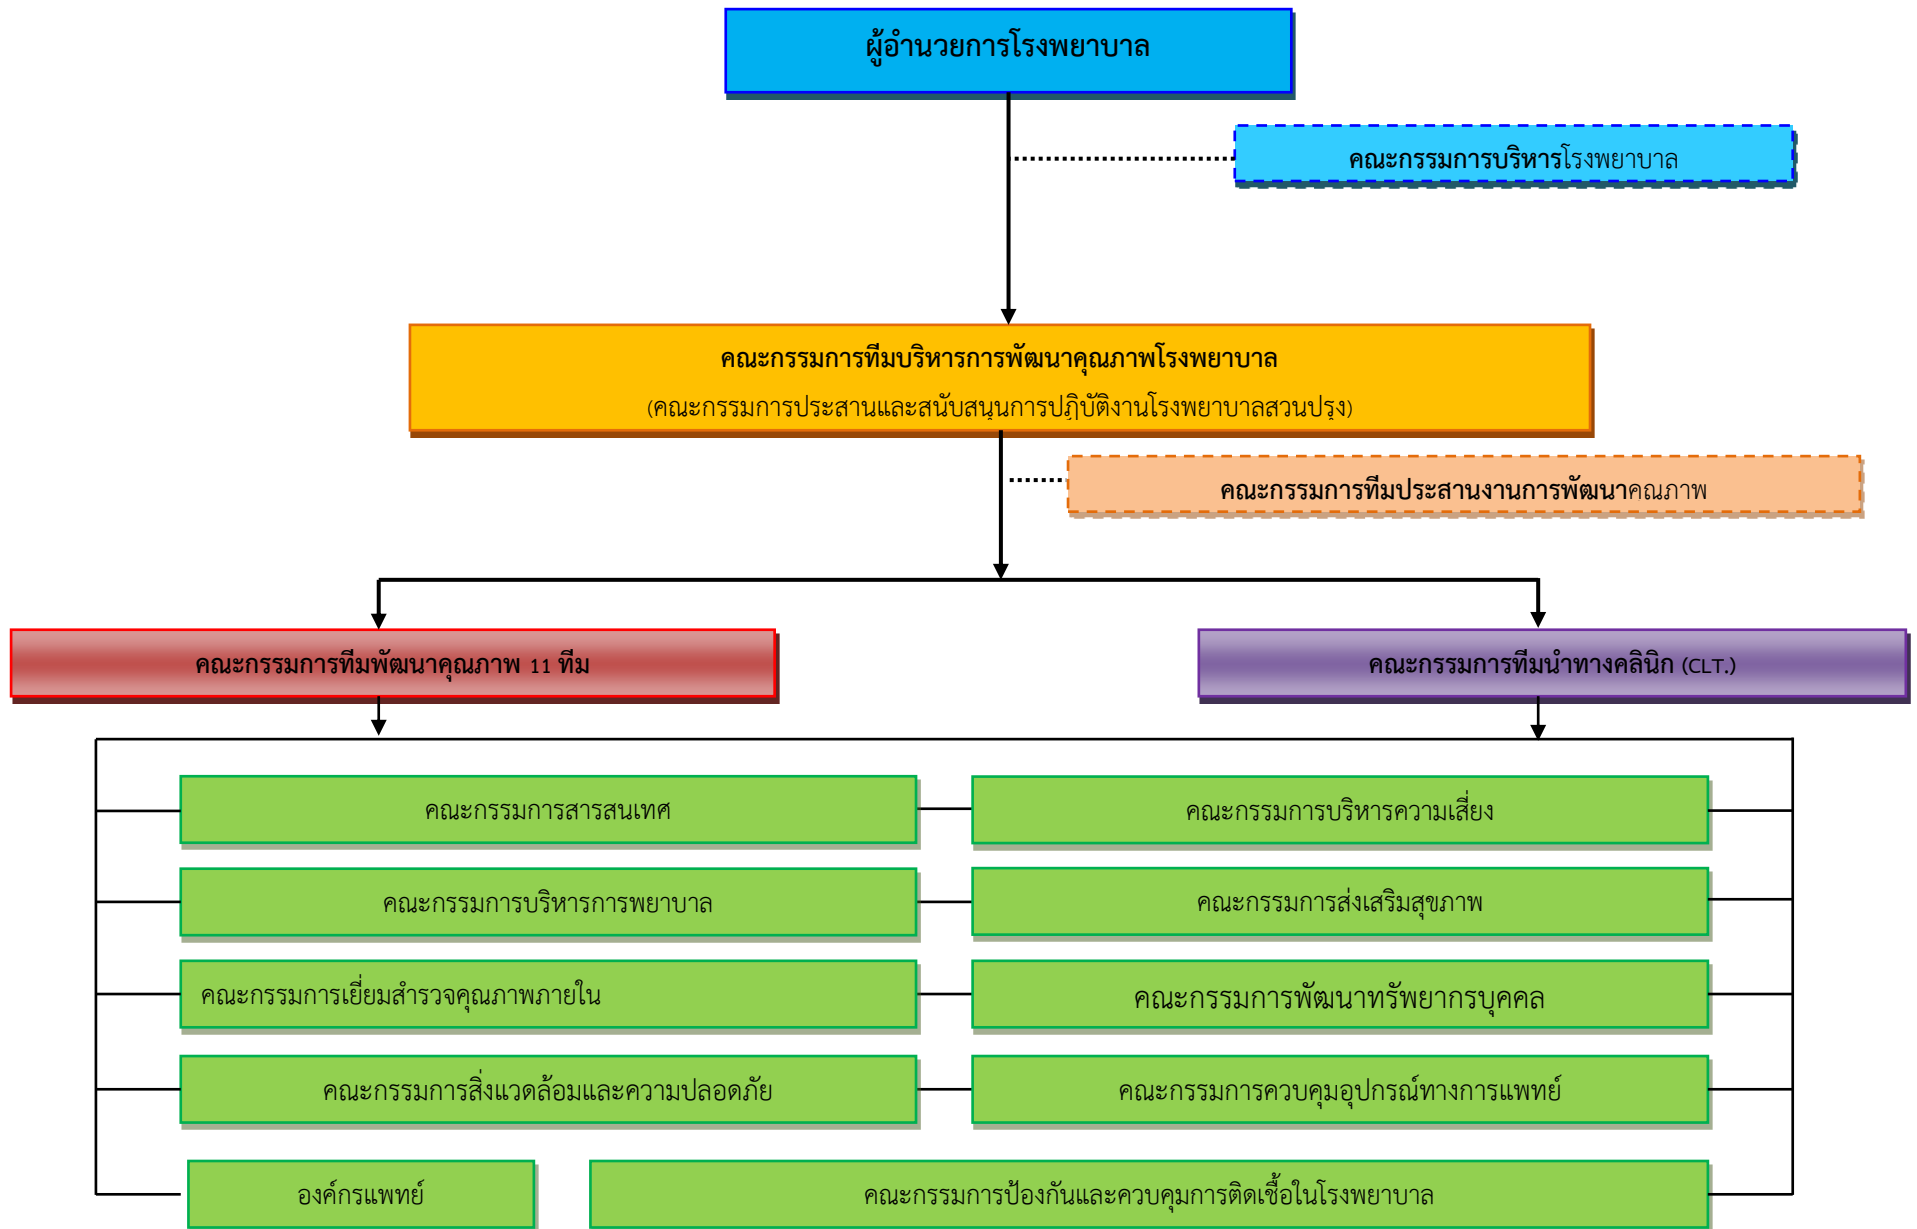 ผู้อำนวยการโรงพยาบาล
คณะกรรมการบริหารโรงพยาบาล
คณะกรรมการทีมบริหารการพัฒนาคุณภาพโรงพยาบาล
(คณะกรรมการประสานและสนับสนุนการปฏิบัติงานโรงพยาบาลสวนปรุง)
คณะกรรมการทีมประสานงานการพัฒนาคุณภาพ
คณะกรรมการทีมพัฒนาคุณภาพ 11 ทีม
คณะกรรมการทีมนำทางคลินิก (CLT.)
คณะกรรมการสารสนเทศ
คณะกรรมการบริหารความเสี่ยง
คณะกรรมการบริหารการพยาบาล
คณะกรรมการส่งเสริมสุขภาพ
คณะกรรมการเยี่ยมสำรวจคุณภาพภายใน
คณะกรรมการพัฒนาทรัพยากรบุคคล
คณะกรรมการสิ่งแวดล้อมและความปลอดภัย
คณะกรรมการควบคุมอุปกรณ์ทางการแพทย์
องค์กรแพทย์
คณะกรรมการป้องกันและควบคุมการติดเชื้อในโรงพยาบาล